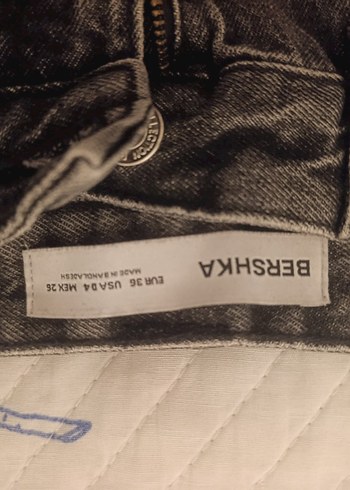 BERSHKA
EUR 36 USA 04 MEX 26
MADE IN BANGLADESH